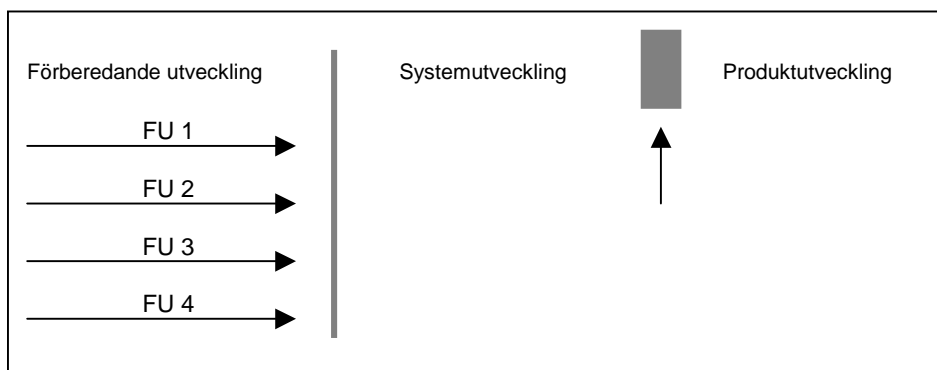 Förberedande utveckling
Systemutveckling
Produktutveckling
FU 1
FU 2
FU 3
FU 4